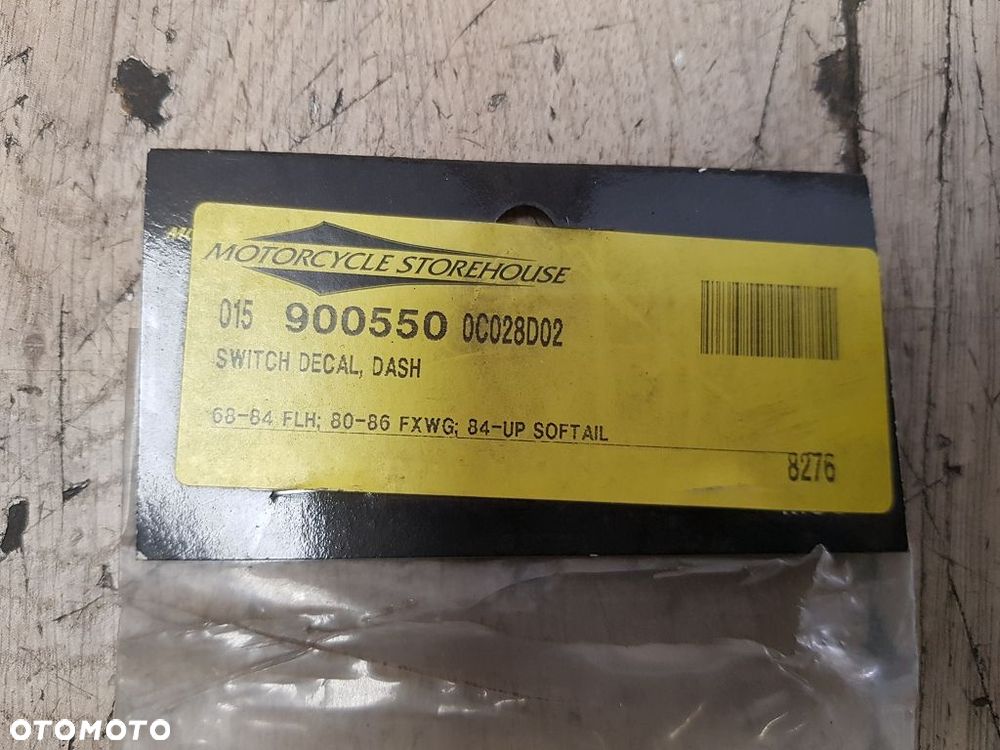 MOTORCYCLE STOREHOUSE
015 900550 0C028D02
SWITCH DECAL, DASH
68-84 FLH; 80-86 FXWG; 84-UP SOFTAIL
8276
OTOMOTO